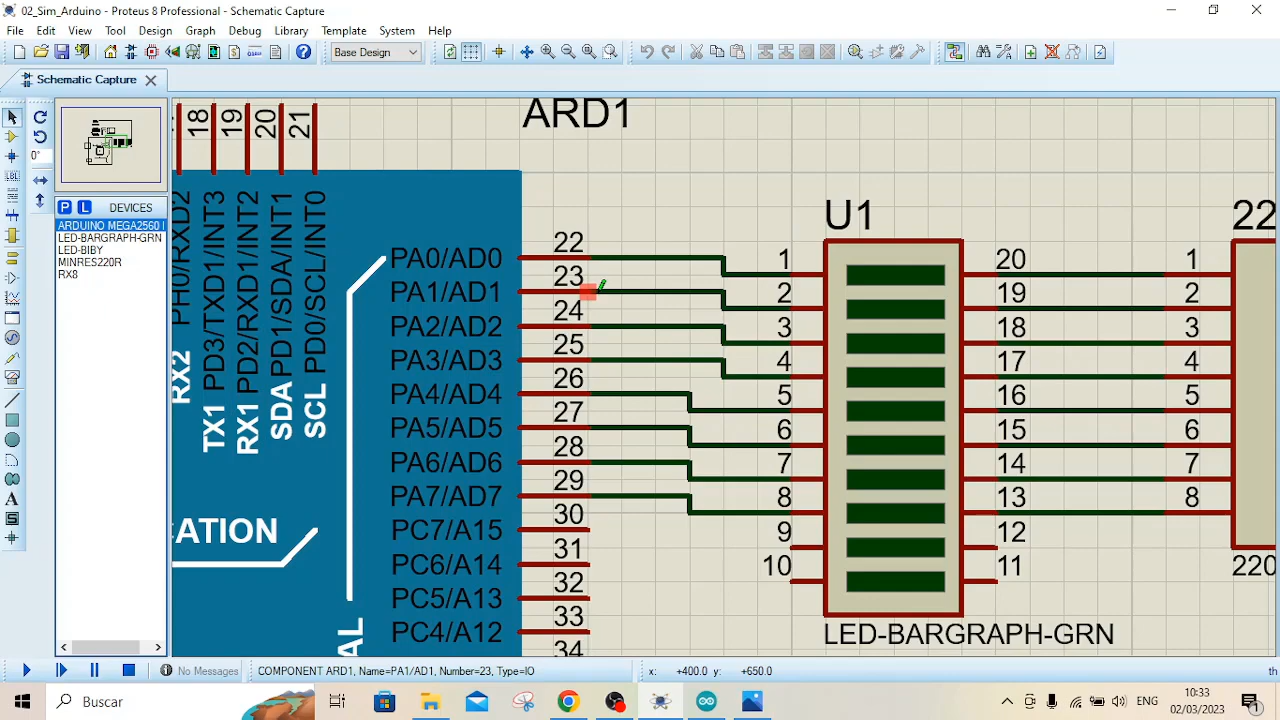 02_Sim_Arduino - Proteus 8 Professional - Schematic Capture
File Edit View Tool Design Graph Debug Library Template System Help
Base Design
Schematic Capture
0°
P L DEVICES
ARDUINO MEGA2560
LED-BARGRAPH-GRN
LED-BIBY
MINRES220R
RX8
ARD1
18 19 20 21
PH0/RXD2
PD3/TXD1/INT3
PD2/RXD1/INT2
PD1/SDA/INT1
PD0/SCL/INT0
RX2
TX1
RX1
SDA
SCL
PA0/AD0 22
PA1/AD1 23
PA2/AD2 24
PA3/AD3 25
PA4/AD4 26
PA5/AD5 27
PA6/AD6 28
PA7/AD7 29
PC7/A15 30
PC6/A14 31
PC5/A13 32
PC4/A12 33
34
CATION
AL
U1
1 20 1
2 19 2
3 18 3
4 17 4
5 16 5
6 15 6
7 14 7
8 13 8
9 12
10 11
LED-BARGRAPH-GRN
22
220
No Messages
COMPONENT ARD1, Name=PA1/AD1, Number=23, Type=IO
x: +400.0 y: +650.0 th
Buscar
ENG
10:33
02/03/2023
1